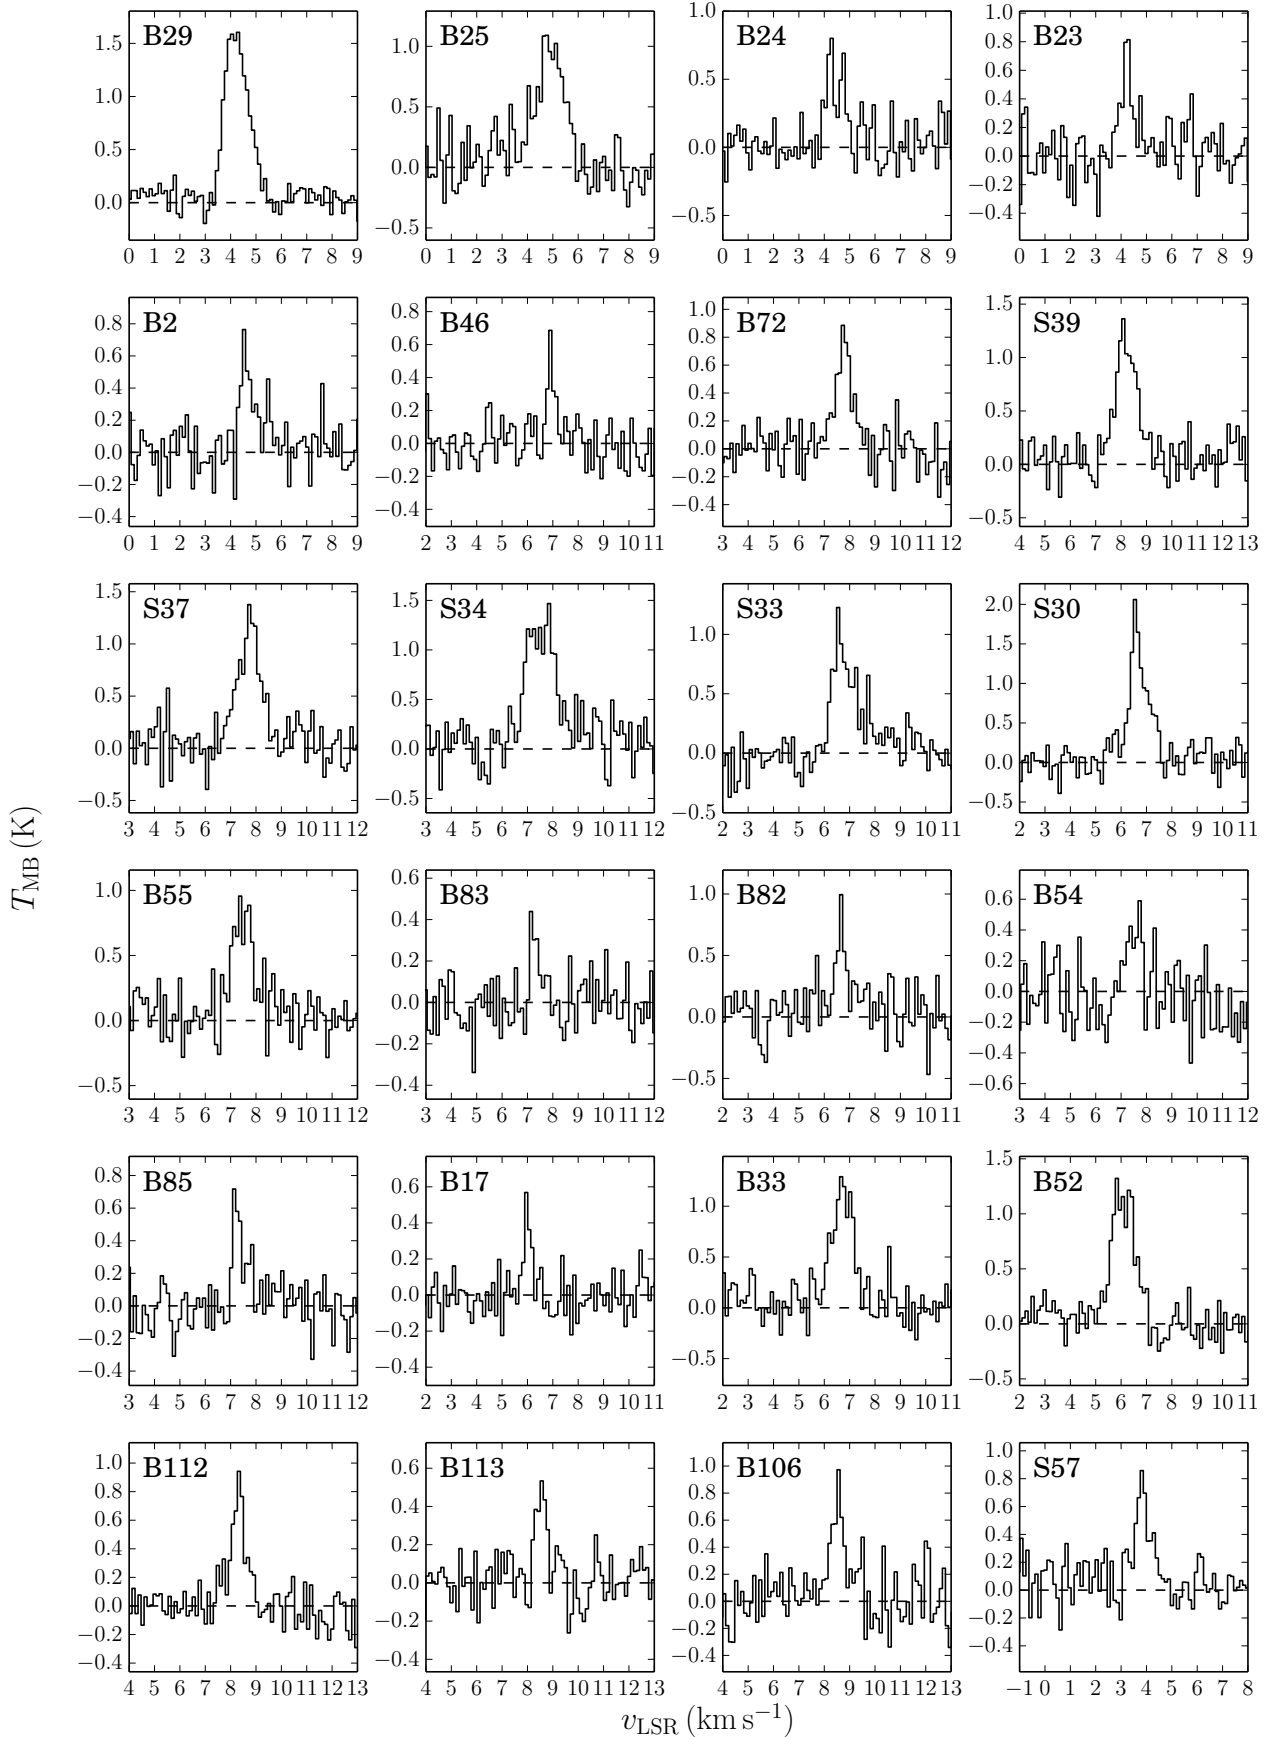 B29
1.5
1.0
0.5
0.0
0 1 2 3 4 5 6 7 8 9
B25
1.0
0.5
0.0
−0.5
0 1 2 3 4 5 6 7 8 9
B24
1.0
0.5
0.0
−0.5
0 1 2 3 4 5 6 7 8 9
B23
1.0
0.8
0.6
0.4
0.2
0.0
−0.2
−0.4
0 1 2 3 4 5 6 7 8 9
B2
0.8
0.6
0.4
0.2
0.0
−0.2
−0.4
0 1 2 3 4 5 6 7 8 9
B46
0.8
0.6
0.4
0.2
0.0
−0.2
−0.4
2 3 4 5 6 7 8 9 10 11
B72
1.0
0.8
0.6
0.4
0.2
0.0
−0.2
−0.4
3 4 5 6 7 8 9 10 11 12
S39
1.5
1.0
0.5
0.0
−0.5
4 5 6 7 8 9 10 11 12 13
S37
1.5
1.0
0.5
0.0
−0.5
3 4 5 6 7 8 9 10 11 12
S34
1.5
1.0
0.5
0.0
−0.5
3 4 5 6 7 8 9 10 11 12
S33
1.0
0.5
0.0
−0.5
2 3 4 5 6 7 8 9 10 11
S30
2.0
1.5
1.0
0.5
0.0
−0.5
2 3 4 5 6 7 8 9 10 11
T_MB (K)
B55
1.0
0.5
0.0
−0.5
3 4 5 6 7 8 9 10 11 12
B83
0.6
0.4
0.2
0.0
−0.2
−0.4
3 4 5 6 7 8 9 10 11 12
B82
1.0
0.5
0.0
−0.5
2 3 4 5 6 7 8 9 10 11
B54
0.6
0.4
0.2
0.0
−0.2
−0.4
−0.6
3 4 5 6 7 8 9 10 11 12
B85
0.8
0.6
0.4
0.2
0.0
−0.2
−0.4
3 4 5 6 7 8 9 10 11 12
B17
0.6
0.4
0.2
0.0
−0.2
−0.4
2 3 4 5 6 7 8 9 10 11
B33
1.0
0.5
0.0
−0.5
2 3 4 5 6 7 8 9 10 11
B52
1.5
1.0
0.5
0.0
−0.5
2 3 4 5 6 7 8 9 10 11
B112
1.0
0.8
0.6
0.4
0.2
0.0
−0.2
−0.4
4 5 6 7 8 9 10 11 12 13
B113
0.6
0.4
0.2
0.0
−0.2
−0.4
4 5 6 7 8 9 10 11 12 13
B106
1.0
0.8
0.6
0.4
0.2
0.0
−0.2
−0.4
4 5 6 7 8 9 10 11 12 13
S57
1.0
0.8
0.6
0.4
0.2
0.0
−0.2
−0.4
−1 0 1 2 3 4 5 6 7 8
v_LSR (km s⁻¹)